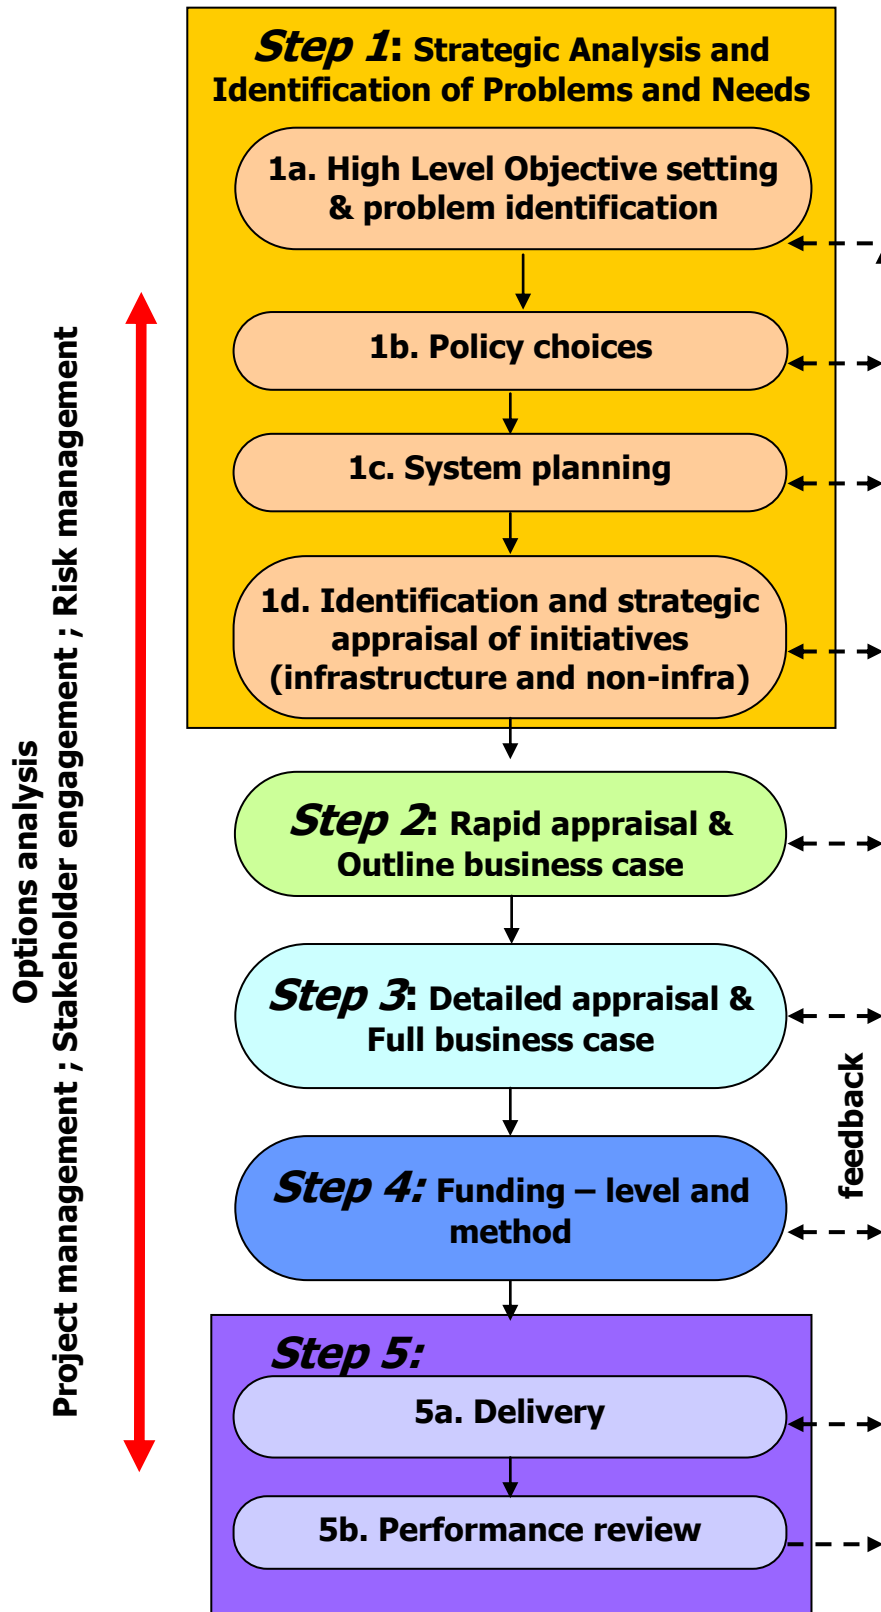 Step 1: Strategic Analysis and
Identification of Problems and Needs
1a. High Level Objective setting
& problem identification
1b. Policy choices
1c. System planning
1d. Identification and strategic
appraisal of initiatives
(infrastructure and non-infra)
Step 2: Rapid appraisal &
Outline business case
Step 3: Detailed appraisal &
Full business case
Step 4: Funding – level and
method
Step 5:
5a. Delivery
5b. Performance review
Options analysis
Project management ; Stakeholder engagement ; Risk management
feedback